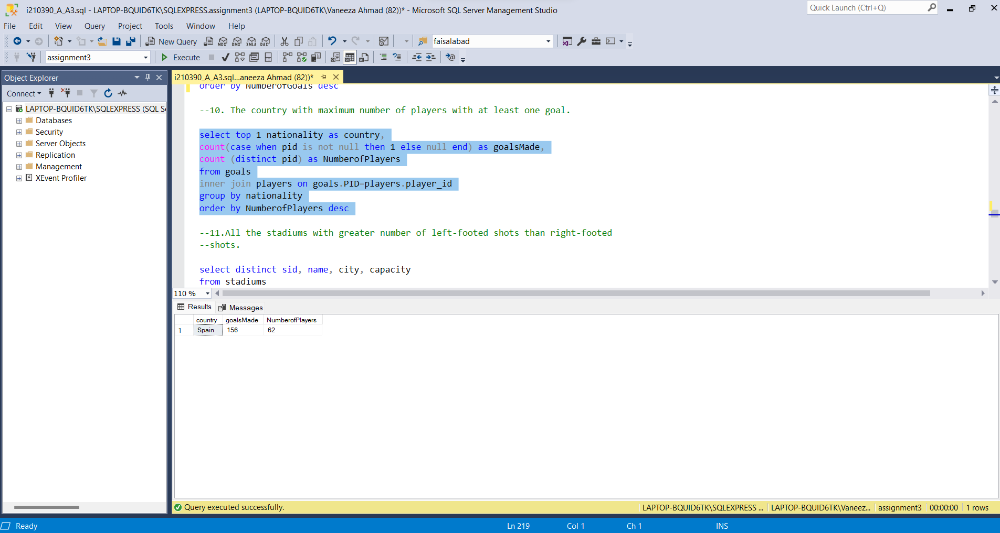 i210390_A_A3.sql - LAPTOP-BQUID6TK\SQLEXPRESS.assignment3 (LAPTOP-BQUID6TK\Vaneeza Ahmad (82))* - Microsoft SQL Server Management Studio
Quick Launch (Ctrl+Q)
File Edit View Query Project Tools Window Help
New Query MDX DMX XMLA DAX faisalabad
assignment3 Execute
Object Explorer
i210390_A_A3.sql...aneeza Ahmad (82))*
Connect
LAPTOP-BQUID6TK\SQLEXPRESS (SQL Se
Databases
Security
Server Objects
Replication
Management
XEvent Profiler
order by NumberofGoals desc
--10. The country with maximum number of players with at least one goal.
select top 1 nationality as country,
count(case when pid is not null then 1 else null end) as goalsMade,
count (distinct pid) as NumberofPlayers
from goals
inner join players on goals.PID=players.player_id
group by nationality
order by NumberofPlayers desc
--11.All the stadiums with greater number of left-footed shots than right-footed
--shots.
select distinct sid, name, city, capacity
from stadiums
110 %
Results Messages
country goalsMade NumberofPlayers
1 Spain 156 62
Query executed successfully.
LAPTOP-BQUID6TK\SQLEXPRESS ... LAPTOP-BQUID6TK\Vaneez... assignment3 00:00:00 1 rows
Ready Ln 219 Col 1 Ch 1 INS